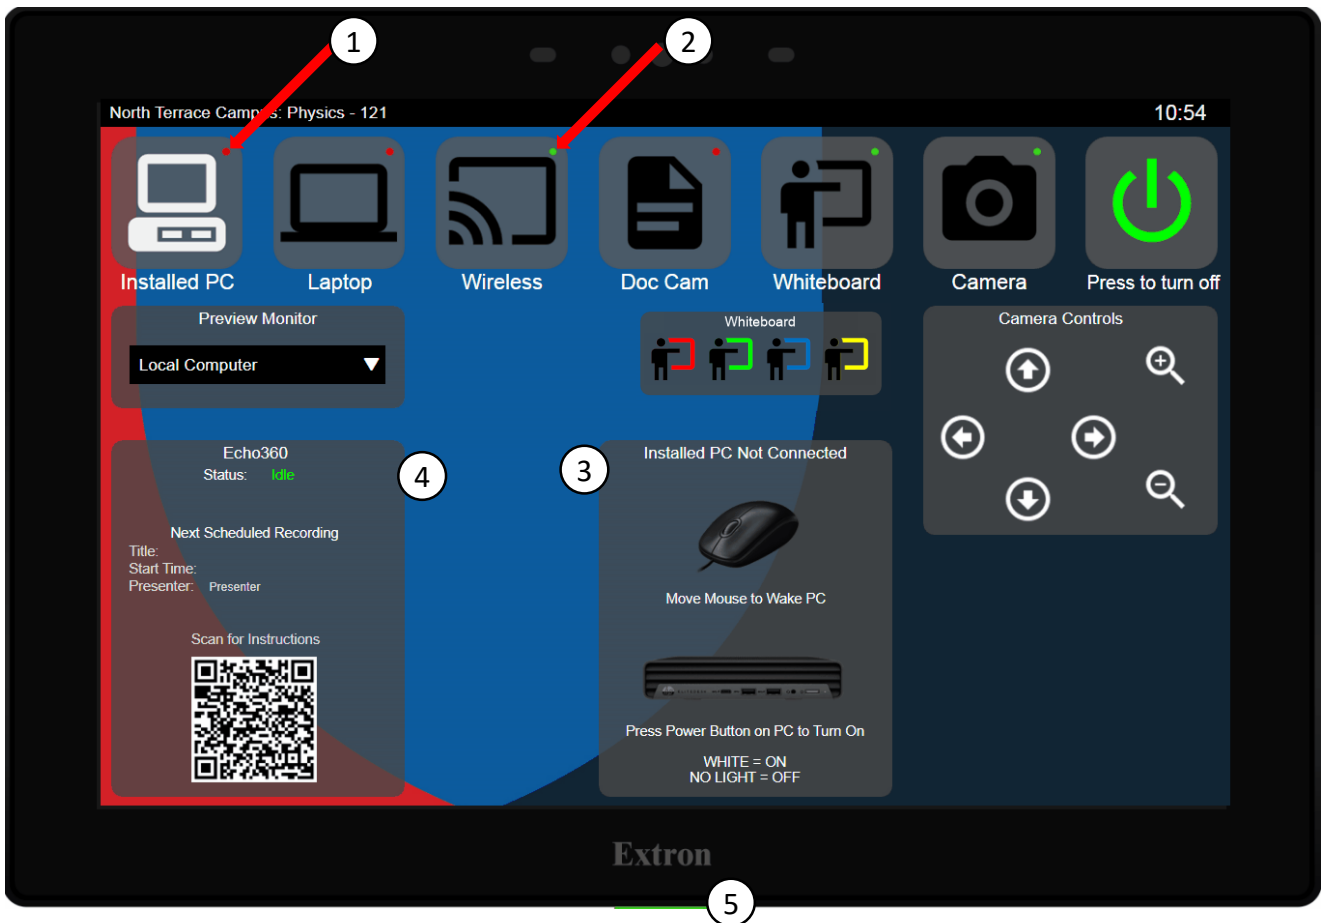 1
2
North Terrace Campus: Physics - 121
10:54
Installed PC
Laptop
Wireless
Doc Cam
Whiteboard
Camera
Press to turn off
Preview Monitor
Local Computer
Whiteboard
Camera Controls
Echo360
Status: Idle
4
Next Scheduled Recording
Title:
Start Time:
Presenter: Presenter
Scan for Instructions
3
Installed PC Not Connected
Move Mouse to Wake PC
Press Power Button on PC to Turn On
WHITE = ON
NO LIGHT = OFF
Extron
5